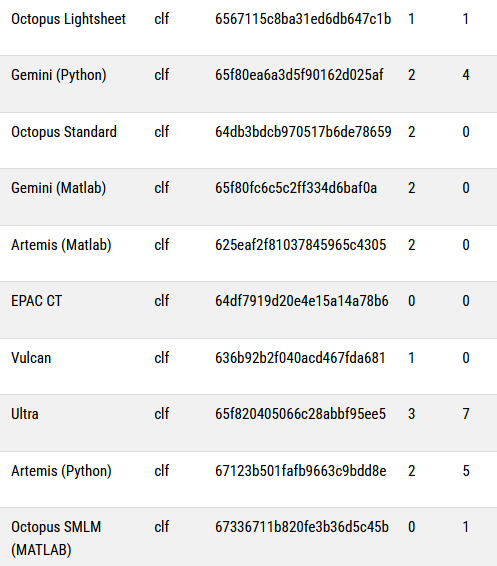 Octopus Lightsheet clf 6567115c8ba31ed6db647c1b 1 1
Gemini (Python) clf 65f80ea6a3d5f90162d025af 2 4
Octopus Standard clf 64db3bdcb970517b6de78659 2 0
Gemini (Matlab) clf 65f80fc6c5c2ff334d6baf0a 2 0
Artemis (Matlab) clf 625eaf2f81037845965c4305 2 0
EPAC CT clf 64df7919d20e4e15a14a78b6 0 0
Vulcan clf 636b92b2f040acd467fda681 1 0
Ultra clf 65f820405066c28abbf95ee5 3 7
Artemis (Python) clf 67123b501fafb9663c9bdd8e 2 5
Octopus SMLM clf 67336711b820fe3b36d5c45b 0 1
(MATLAB)